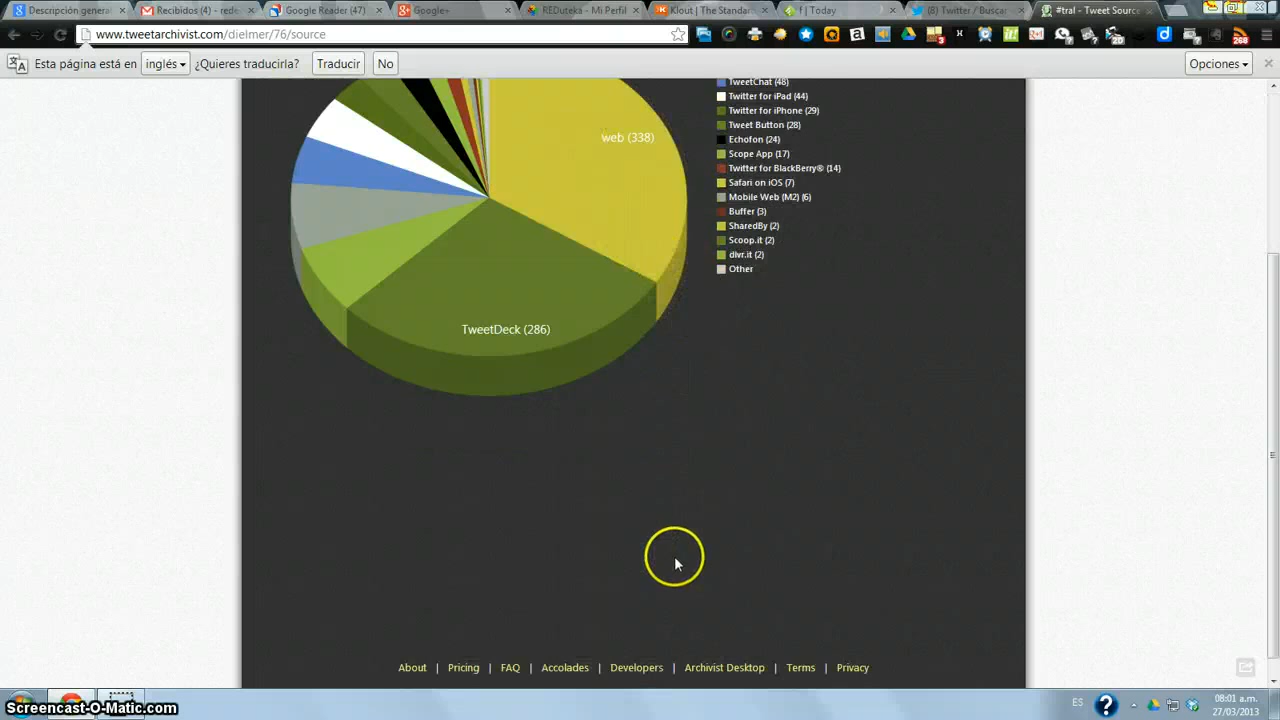 Descripción genera
Recibidos (4) - rede
Google Reader (47)
Google+
REDuteka - Mi Perfil
Klout | The Standar
f | Today
(8) Twitter / Buscar
#tral - Tweet Source
www.tweetarchivist.com/dielmer/76/source
Esta página está en
inglés
¿Quieres traducirla?
Traducir
No
Opciones
TweetChat (48)
Twitter for iPad (44)
Twitter for iPhone (29)
Tweet Button (28)
Echofon (24)
Scope App (17)
Twitter for BlackBerry® (14)
Safari on iOS (7)
Mobile Web (M2) (6)
Buffer (3)
SharedBy (2)
Scoop.it (2)
dlvr.it (2)
Other
web (338)
TweetDeck (286)
About | Pricing | FAQ | Accolades | Developers | Archivist Desktop | Terms | Privacy
ES
08:01 a.m.
27/03/2013
Screencast-O-Matic.com